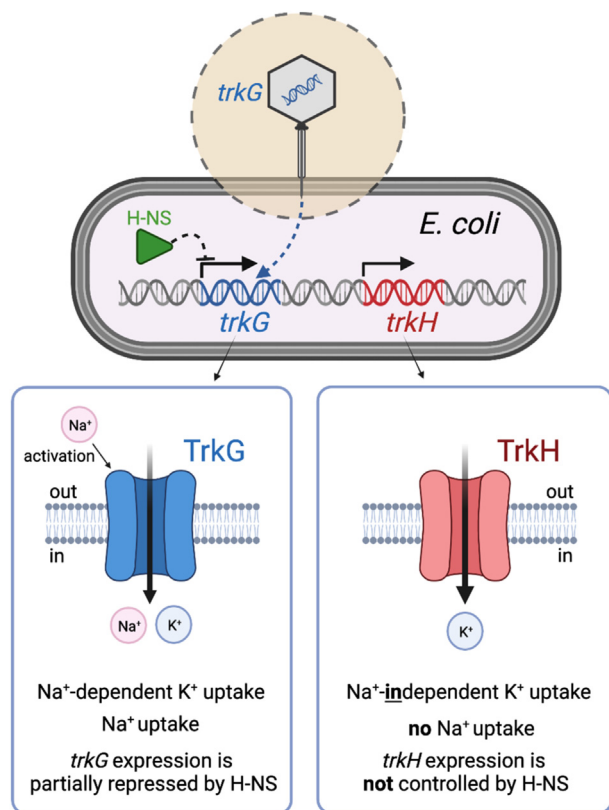 trkG
H-NS
E. coli
trkG
trkH
Na⁺
activation
TrkG
out
in
Na⁺
K⁺
Na⁺-dependent K⁺ uptake
Na⁺ uptake
trkG expression is
partially repressed by H-NS
TrkH
out
in
K⁺
Na⁺-independent K⁺ uptake
no Na⁺ uptake
trkH expression is
not controlled by H-NS